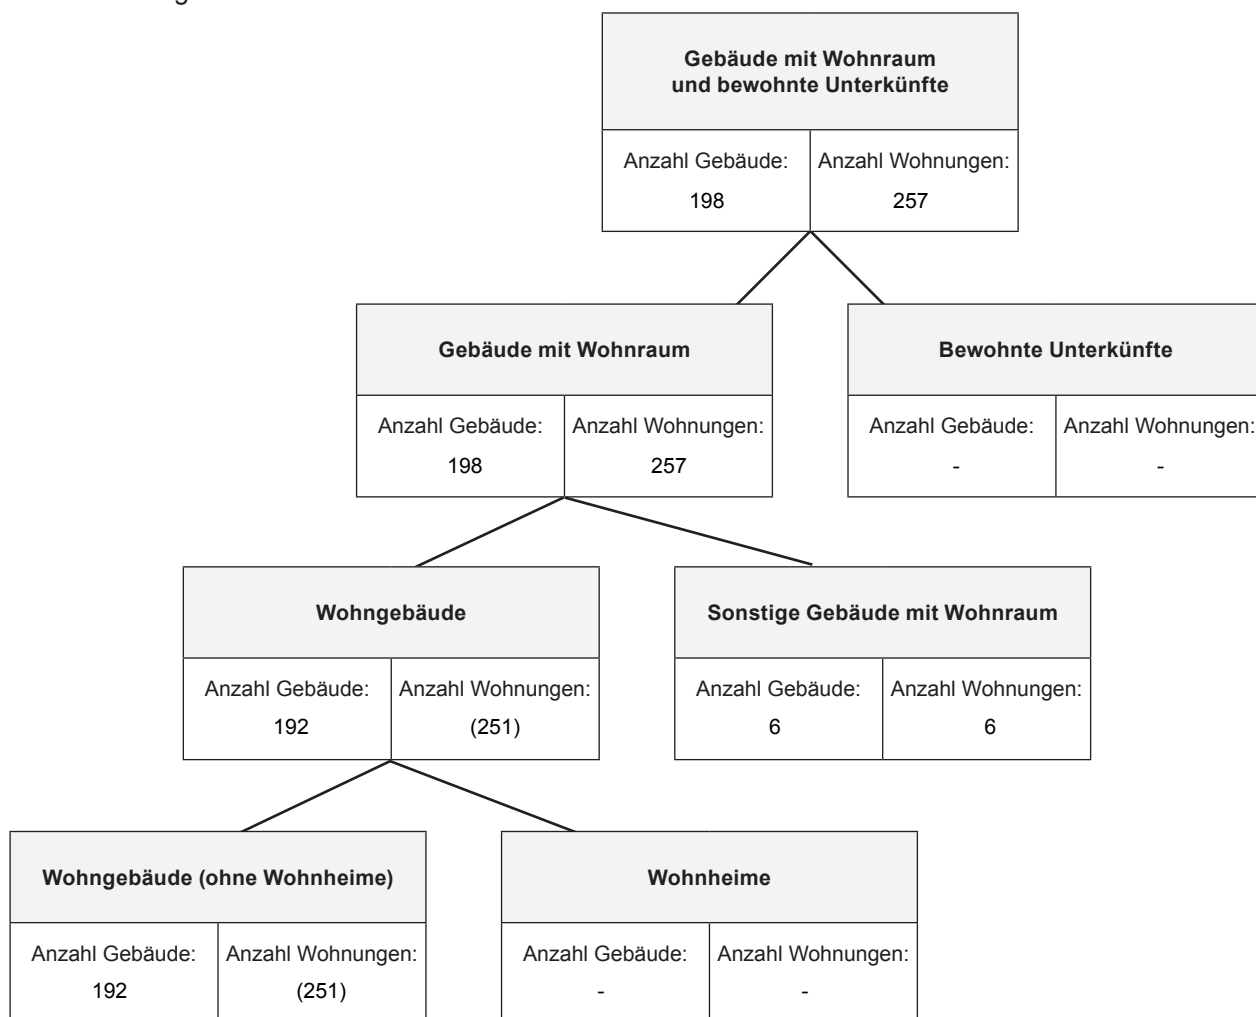 Gebäude mit Wohnraum
und bewohnte Unterkünfte
Anzahl Gebäude: Anzahl Wohnungen:
198 257
Gebäude mit Wohnraum
Bewohnte Unterkünfte
Anzahl Gebäude: Anzahl Wohnungen:
198 257
Anzahl Gebäude: Anzahl Wohnungen:
- -
Wohngebäude
Sonstige Gebäude mit Wohnraum
Anzahl Gebäude: Anzahl Wohnungen:
192 (251)
Anzahl Gebäude: Anzahl Wohnungen:
6 6
Wohngebäude (ohne Wohnheime)
Wohnheime
Anzahl Gebäude: Anzahl Wohnungen:
192 (251)
Anzahl Gebäude: Anzahl Wohnungen:
- -